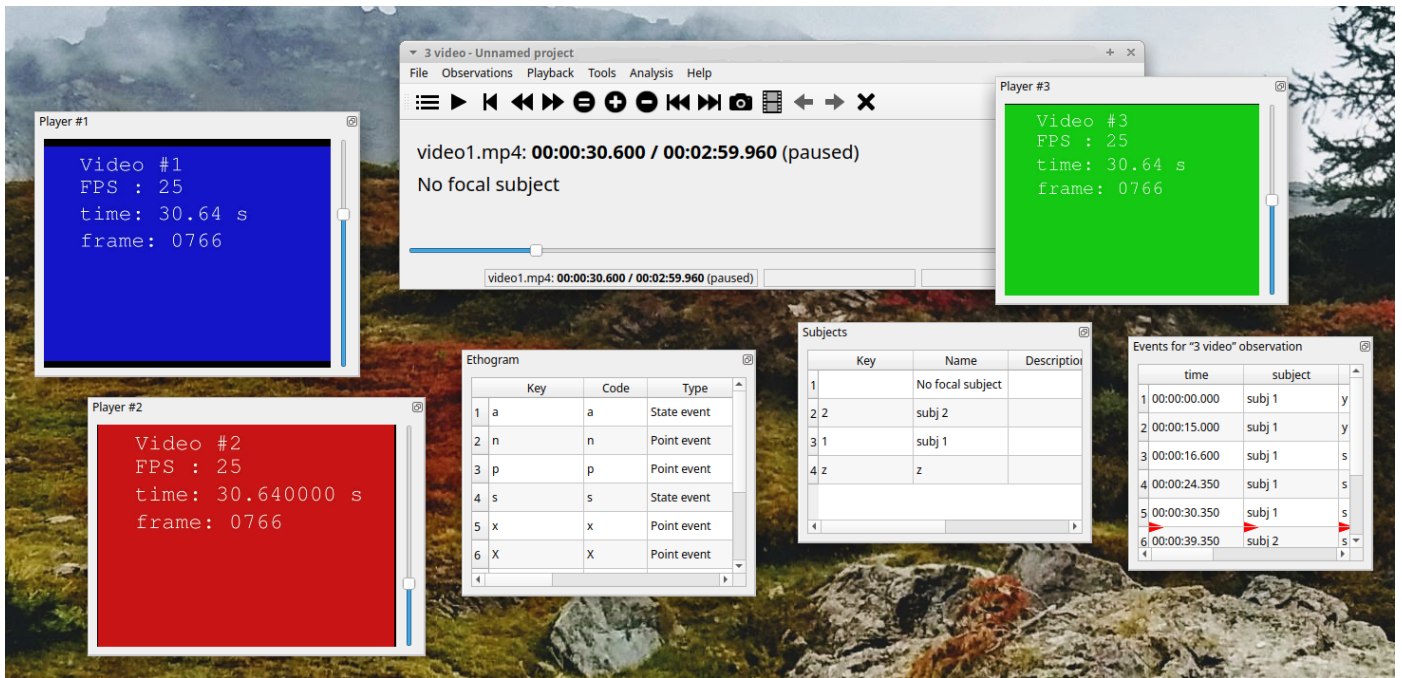 3 video - Unnamed project
File Observations Playback Tools Analysis Help
video1.mp4: 00:00:30.600 / 00:02:59.960 (paused)
No focal subject
video1.mp4: 00:00:30.600 / 00:02:59.960 (paused)
Player #1
Video #1
FPS : 25
time: 30.64 s
frame: 0766
Player #3
Video #3
FPS : 25
time: 30.64 s
frame: 0766
Player #2
Video #2
FPS : 25
time: 30.640000 s
frame: 0766
Ethogram
Key Code Type
1 a a State event
2 n n Point event
3 p p Point event
4 s s State event
5 x x Point event
6 X X Point event
Subjects
Key Name Description
1 No focal subject
2 2 subj 2
3 1 subj 1
4 z z
Events for “3 video” observation
time subject
1 00:00:00.000 subj 1 y
2 00:00:15.000 subj 1 y
3 00:00:16.600 subj 1 s
4 00:00:24.350 subj 1 s
5 00:00:30.350 subj 1 s
6 00:00:39.350 subj 2 s